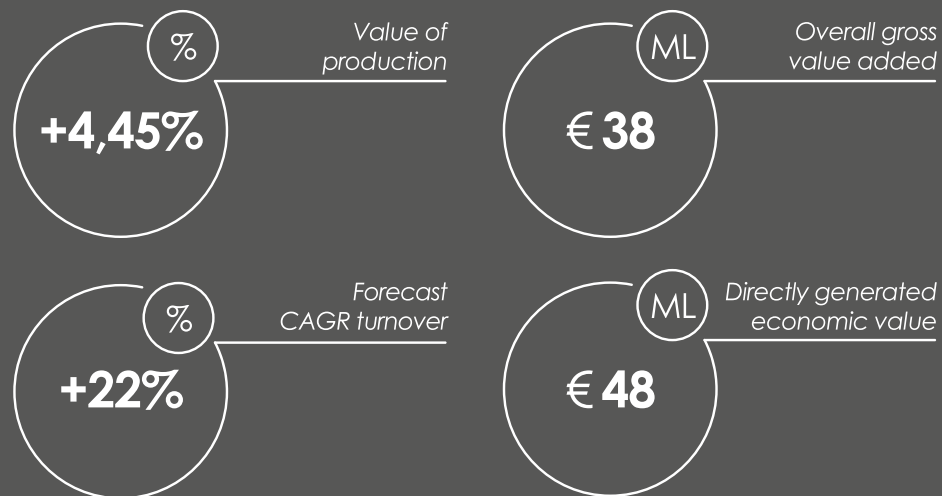 %
Value of
production
+4,45%
ML
Overall gross
value added
€ 38
%
Forecast
CAGR turnover
+22%
ML
Directly generated
economic value
€ 48